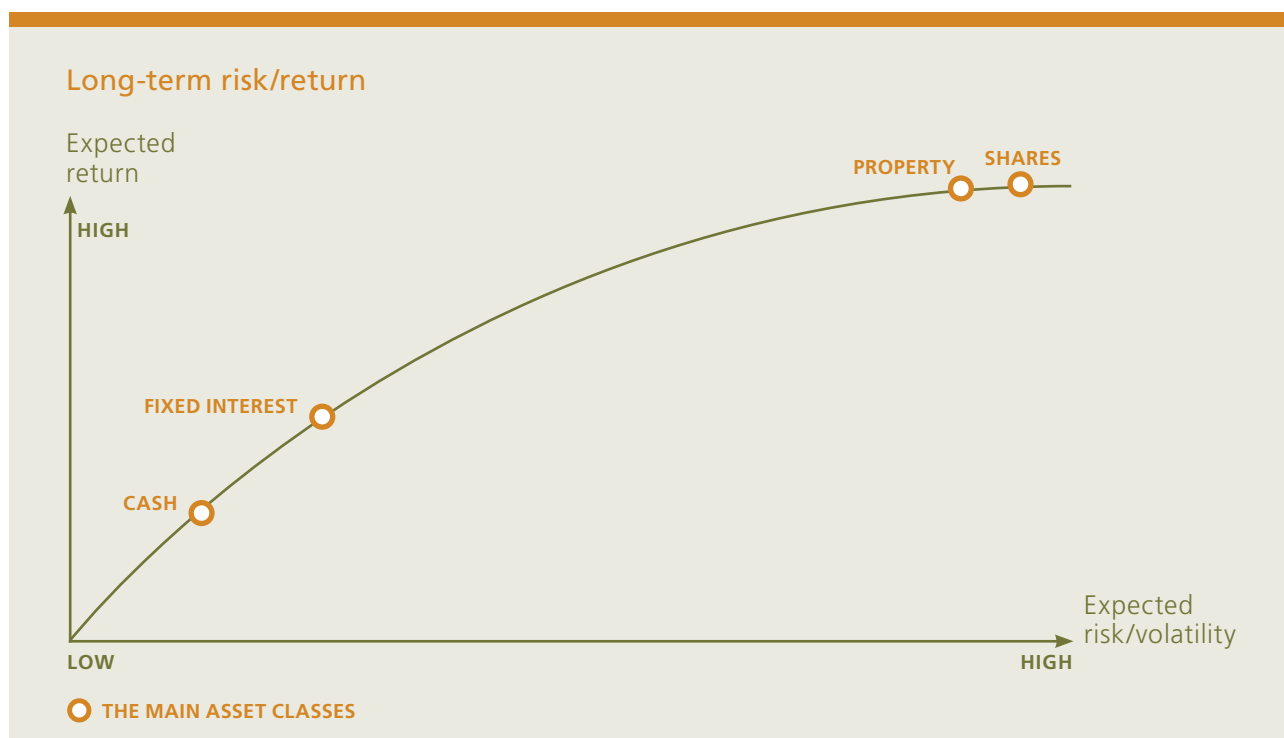 Long-term risk/return
Expected
return
HIGH
PROPERTY
SHARES
FIXED INTEREST
CASH
Expected
risk/volatility
LOW
HIGH
THE MAIN ASSET CLASSES